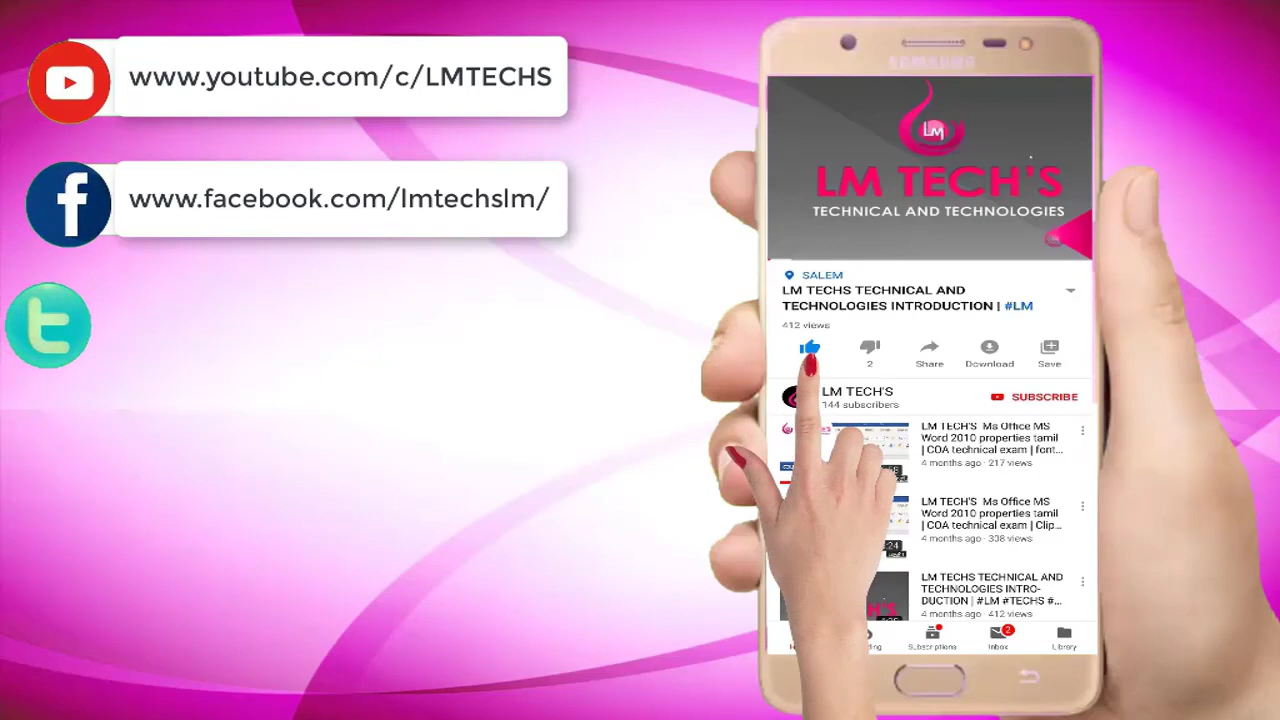 www.youtube.com/c/LMTECHS
www.facebook.com/lmtechslm/
SAMSUNG
LM
LM TECH'S
TECHNICAL AND TECHNOLOGIES
SALEM
LM TECHS TECHNICAL AND
TECHNOLOGIES INTRODUCTION | #LM
412 views
2 Share Download Save
LM TECH'S
144 subscribers
SUBSCRIBE
LM TECH'S Ms Office MS
Word 2010 properties tamil
| COA technical exam | font...
4 months ago · 217 views
LM TECH'S Ms Office MS
Word 2010 properties tamil
| COA technical exam | Clip...
4 months ago · 338 views
LM TECHS TECHNICAL AND
TECHNOLOGIES INTRO-
DUCTION | #LM #TECHS #...
4 months ago · 412 views
2
Subscriptions Inbox Library